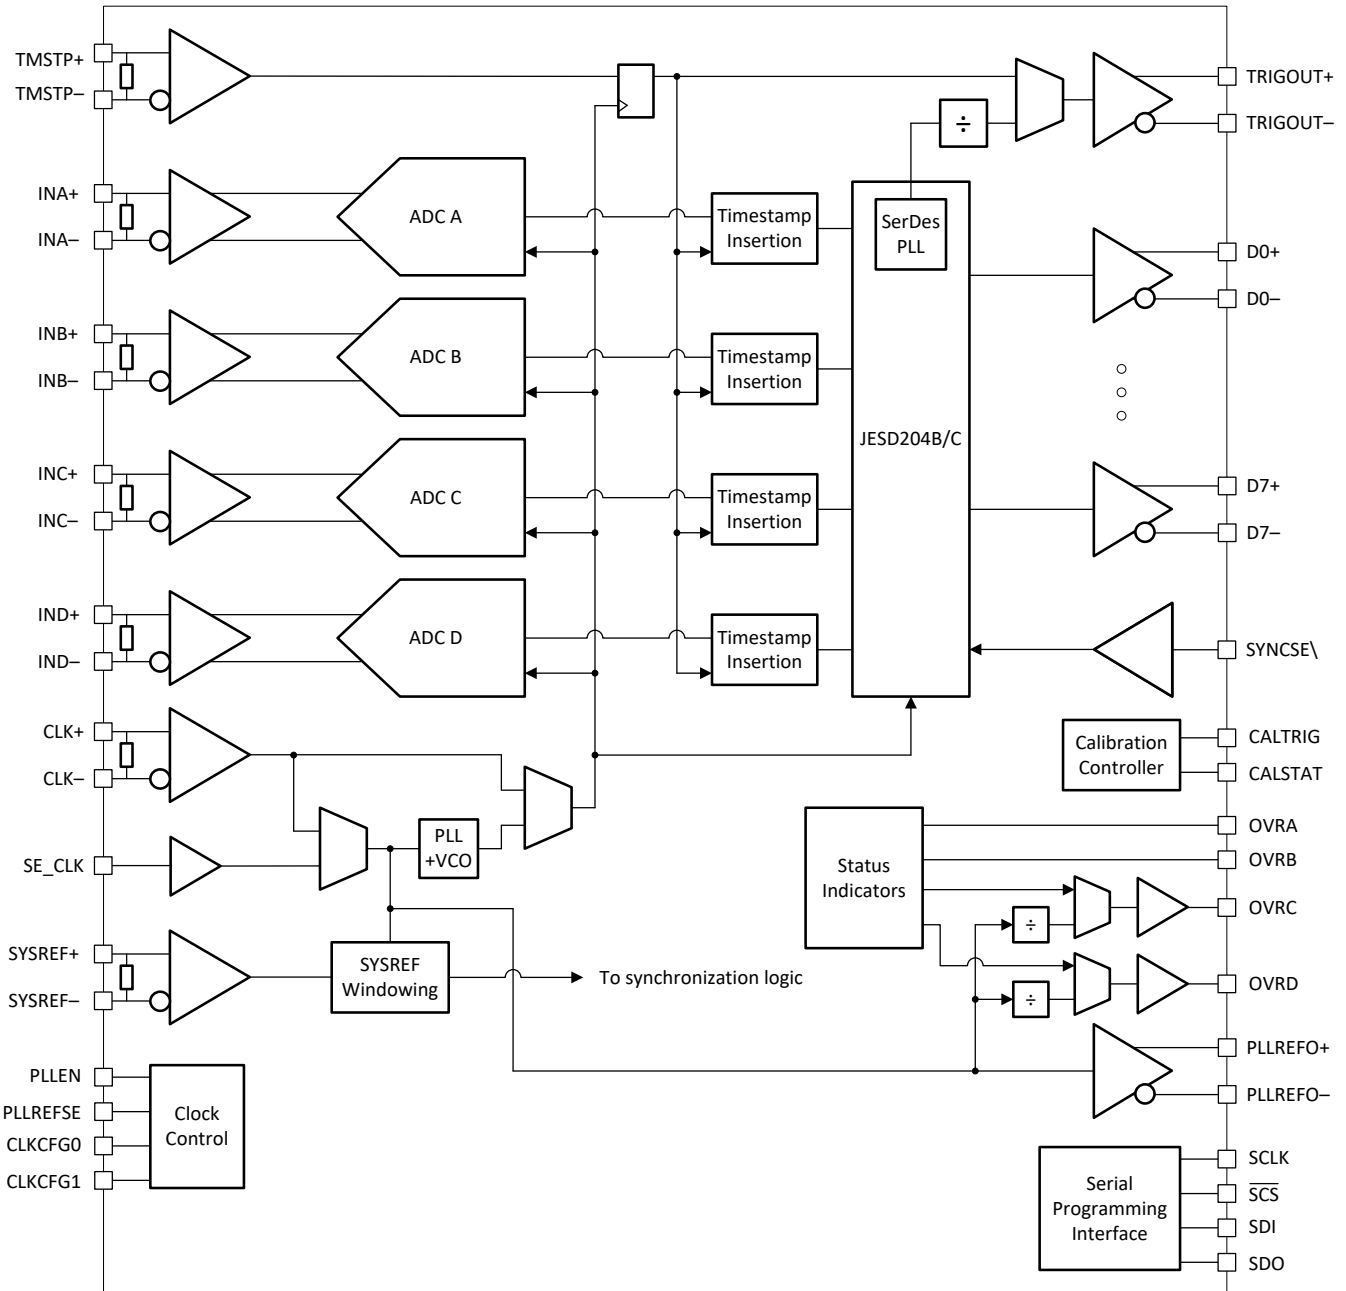 TMSTP+
TMSTP–
TRIGOUT+
TRIGOUT–
÷
INA+
INA–
ADC A
Timestamp
Insertion
SerDes
PLL
D0+
D0–
INB+
INB–
ADC B
Timestamp
Insertion
JESD204B/C
INC+
INC–
ADC C
Timestamp
Insertion
D7+
D7–
IND+
IND–
ADC D
Timestamp
Insertion
SYNCSE\
CLK+
CLK–
Calibration
Controller
CALTRIG
CALSTAT
SE_CLK
PLL
+VCO
Status
Indicators
OVRA
OVRB
OVRC
OVRD
÷
÷
SYSREF+
SYSREF–
SYSREF
Windowing
To synchronization logic
PLLREFO+
PLLREFO–
PLLEN
PLLREFSE
CLKCFG0
CLKCFG1
Clock
Control
Serial
Programming
Interface
SCLK
SCS
SDI
SDO